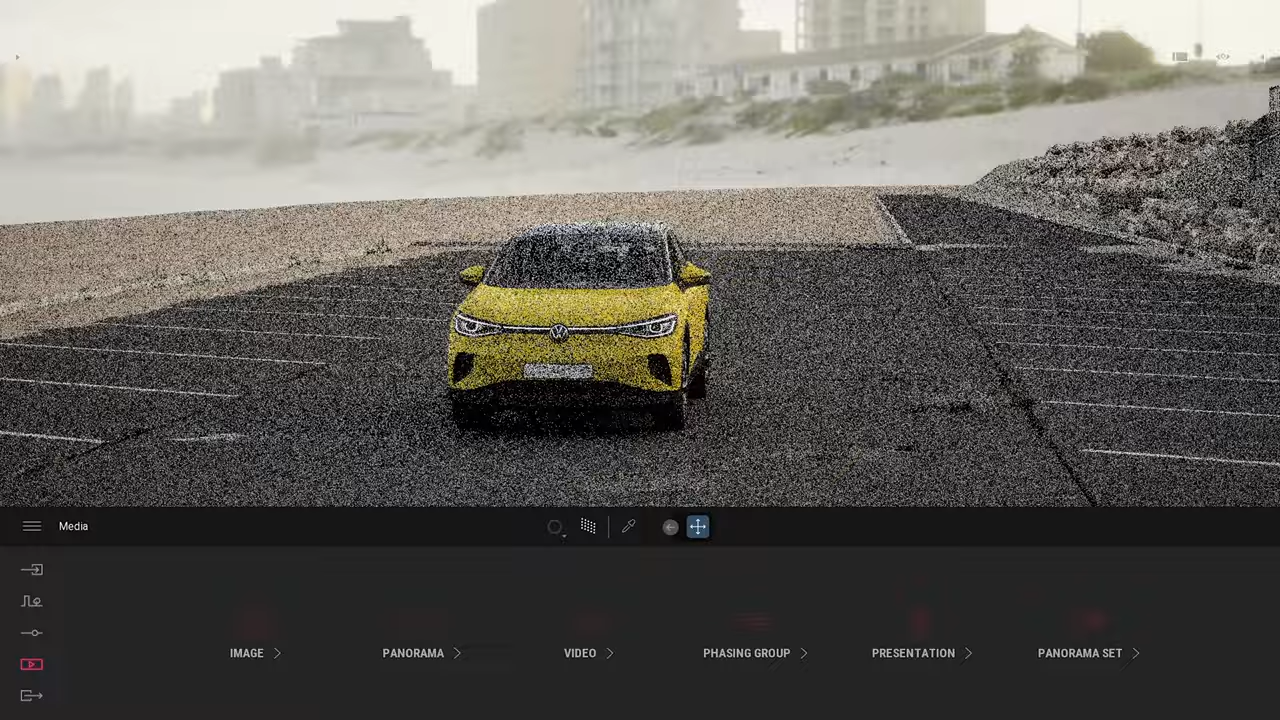 Media
IMAGE
PANORAMA
VIDEO
PHASING GROUP
PRESENTATION
PANORAMA SET